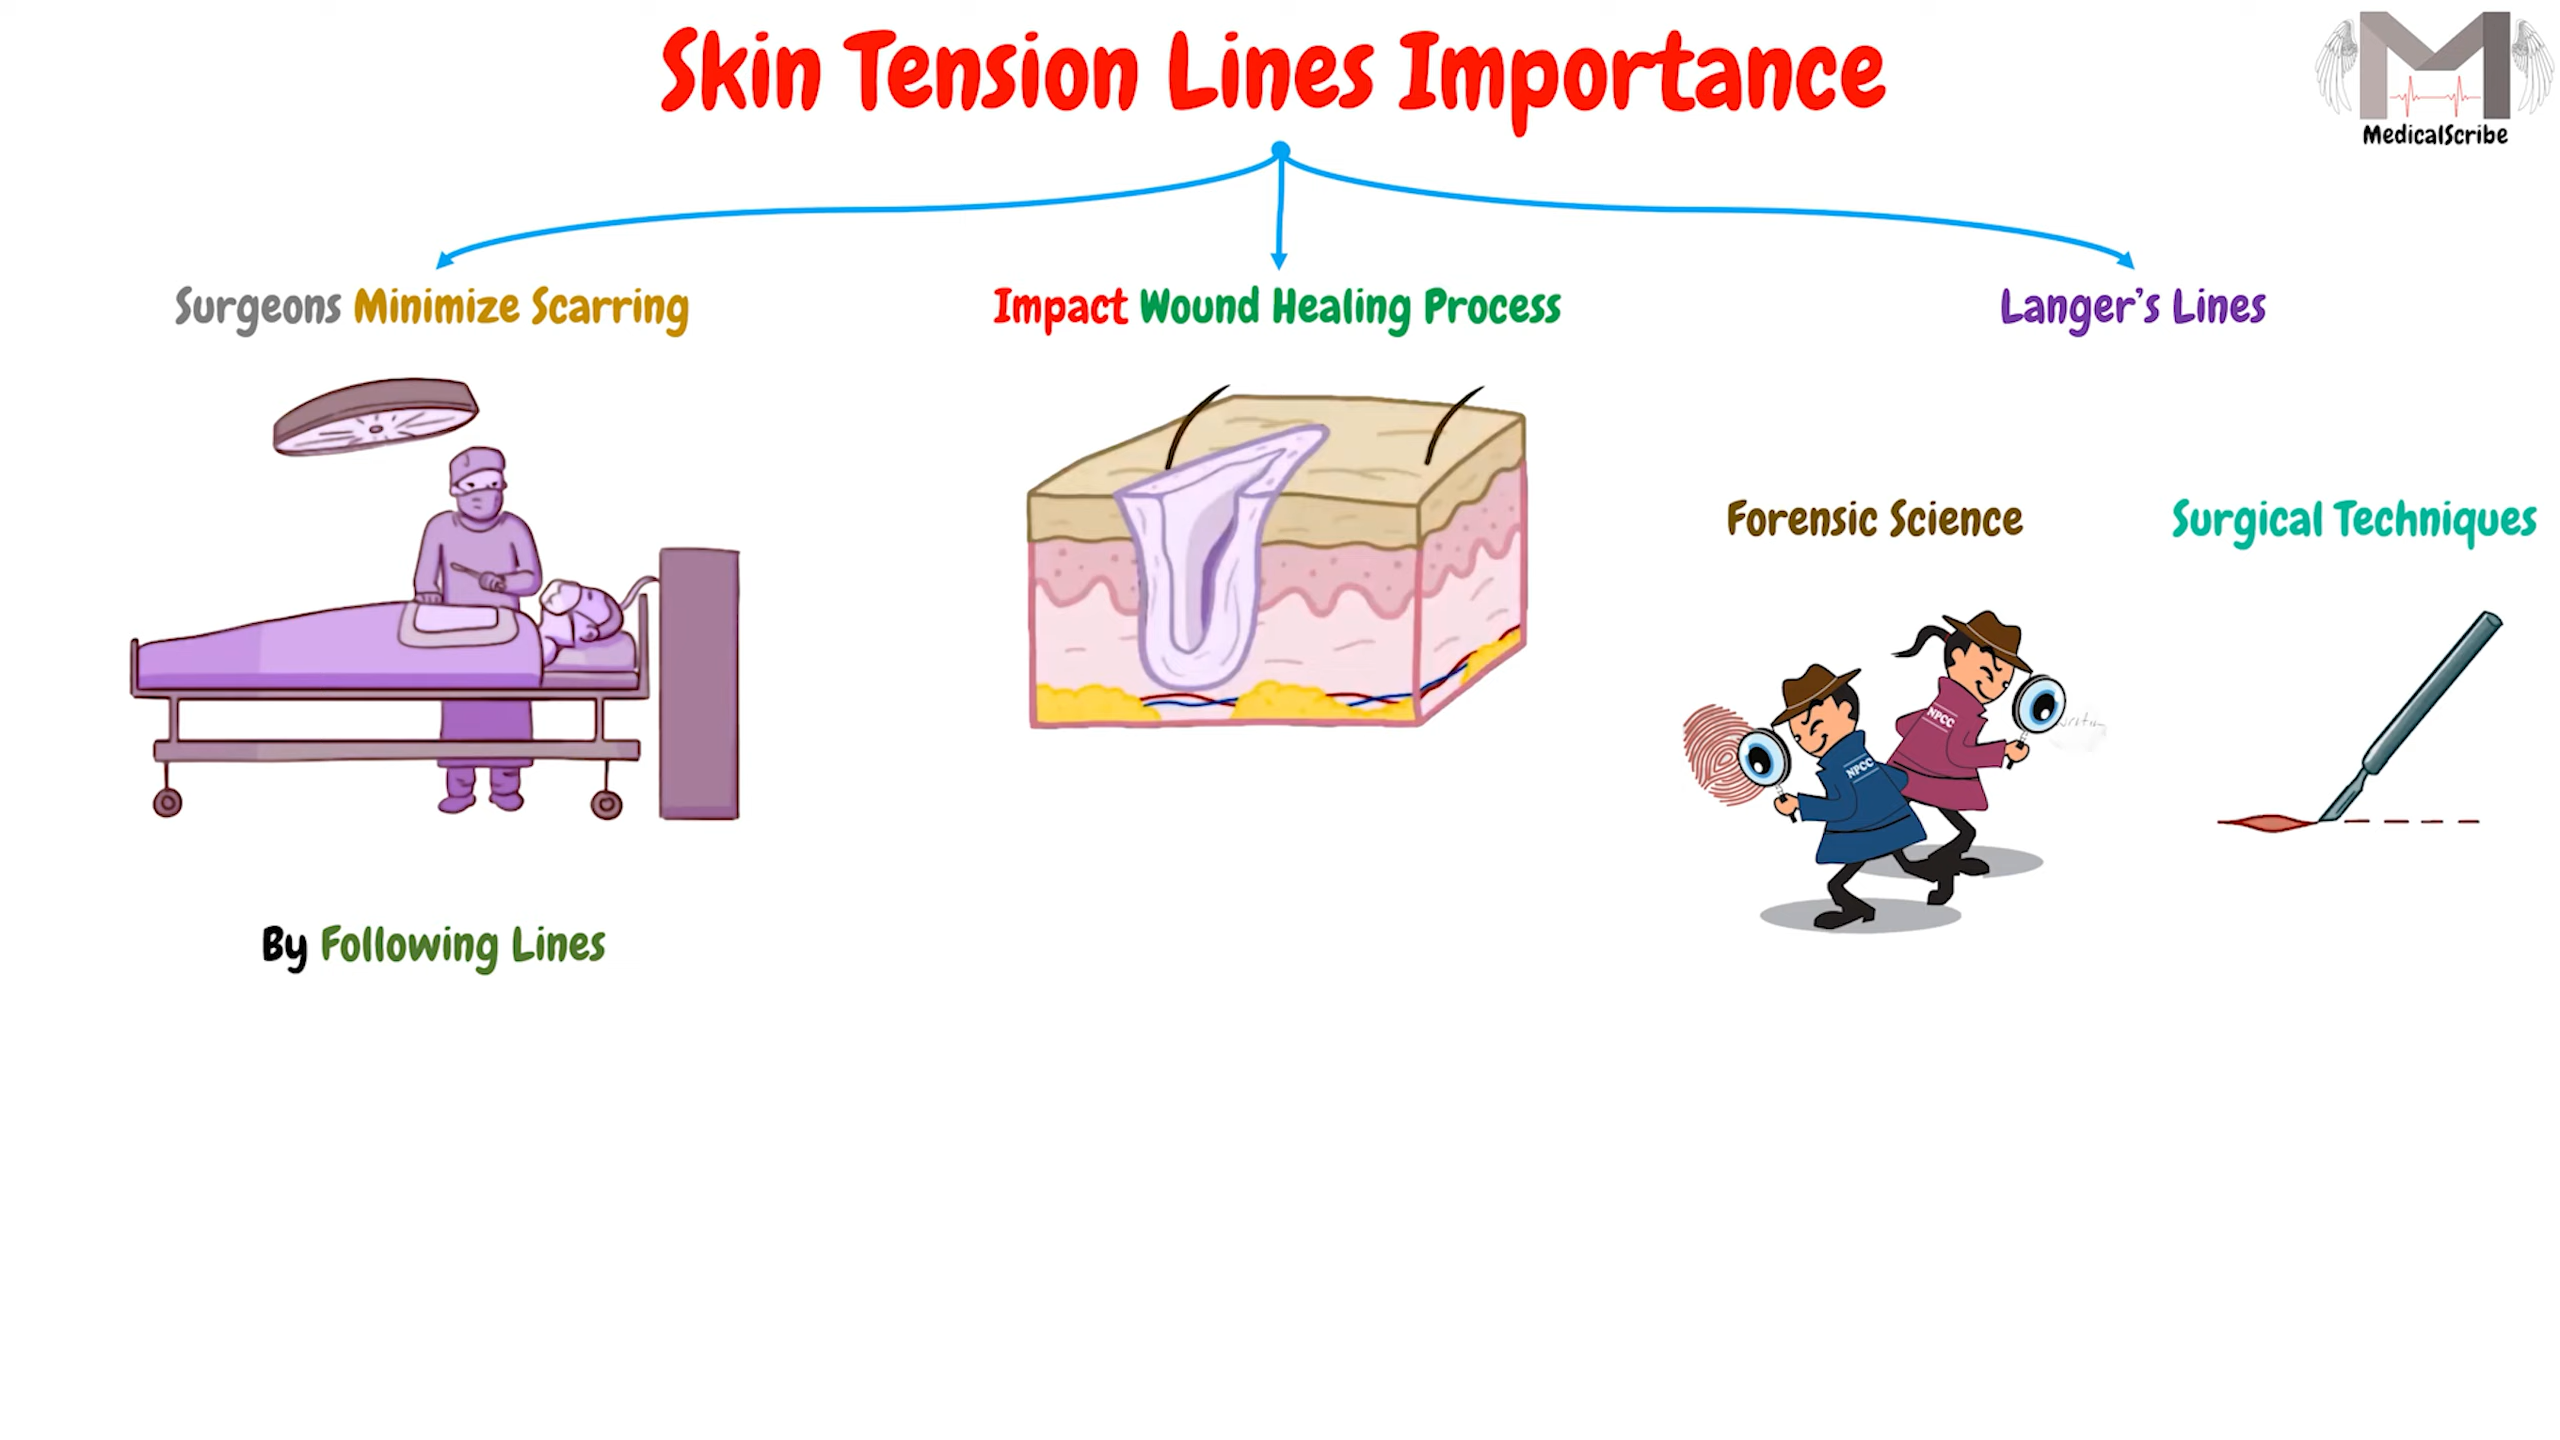 Skin Tension Lines Importance
MedicalScribe
Surgeons Minimize Scarring
Impact Wound Healing Process
Langer's Lines
Forensic Science
Surgical Techniques
NPCC
NPCC
By Following Lines